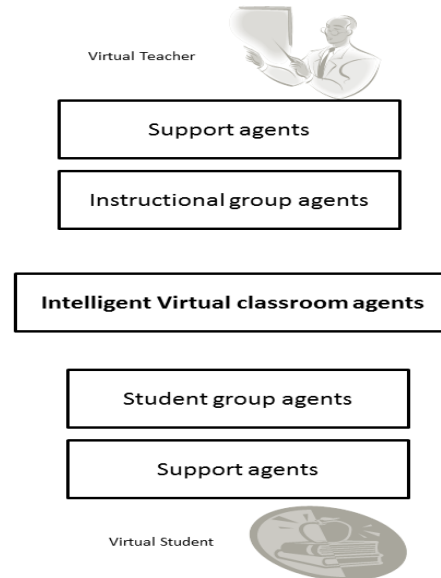 Virtual Teacher
Support agents
Instructional group agents
Intelligent Virtual classroom agents
Student group agents
Support agents
Virtual Student